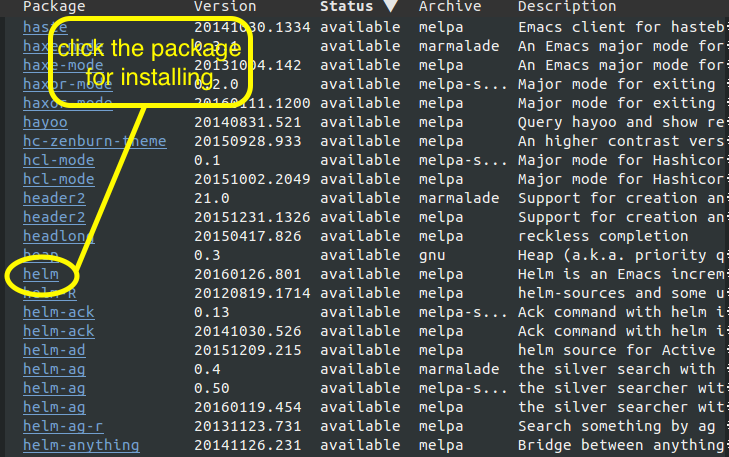 Package Version Status ▼ Archive Description
haste 20141030.1334 available melpa Emacs client for hasteb
click the package
available marmalade An Emacs major mode for
haxe-mode 20131004.142 available melpa An Emacs major mode for
for installing
haxor-mode 0.2.0 available melpa-s... Major mode for exiting
haxor-mode 20160111.1200 available melpa Major mode for exiting
hayoo 20140831.521 available melpa Query hayoo and show re
hc-zenburn-theme 20150928.933 available melpa An higher contrast vers
hcl-mode 0.1 available melpa-s... Major mode for Hashicor
hcl-mode 20151002.2049 available melpa Major mode for Hashicor
header2 21.0 available marmalade Support for creation an
header2 20151231.1326 available melpa Support for creation an
headlong 20150417.826 available melpa reckless completion
heap 0.3 available gnu Heap (a.k.a. priority q
helm 20160126.801 available melpa Helm is an Emacs increm
helm-R 20120819.1714 available melpa helm-sources and some u
helm-ack 0.13 available melpa-s... Ack command with helm i
helm-ack 20141030.526 available melpa Ack command with helm i
helm-ad 20151209.215 available melpa helm source for Active
helm-ag 0.4 available marmalade the silver search with
helm-ag 0.50 available melpa-s... the silver searcher wit
helm-ag 20160119.454 available melpa the silver searcher wit
helm-ag-r 20131123.731 available melpa Search something by ag
helm-anything 20141126.231 available melpa Bridge between anything